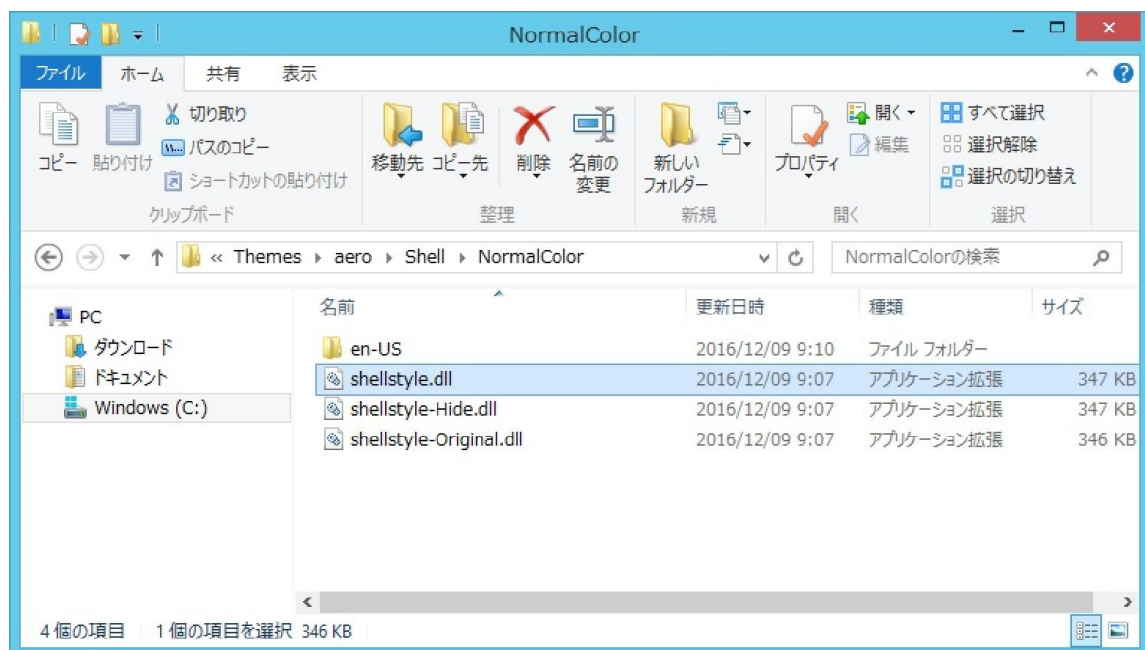 NormalColor
ファイル ホーム 共有 表示
コピー
貼り付け
切り取り
パスのコピー
ショートカットの貼り付け
クリップボード
移動先
コピー先
削除
名前の
変更
整理
新しい
フォルダー
新規
プロパティ
開く
編集
開く
すべて選択
選択解除
選択の切り替え
選択
« Themes aero Shell NormalColor
NormalColorの検索
PC
ダウンロード
ドキュメント
Windows (C:)
名前 更新日時 種類 サイズ
en-US 2016/12/09 9:10 ファイル フォルダー
shellstyle.dll 2016/12/09 9:07 アプリケーション拡張 347 KB
shellstyle-Hide.dll 2016/12/09 9:07 アプリケーション拡張 347 KB
shellstyle-Original.dll 2016/12/09 9:07 アプリケーション拡張 346 KB
4 個の項目 1 個の項目を選択 346 KB